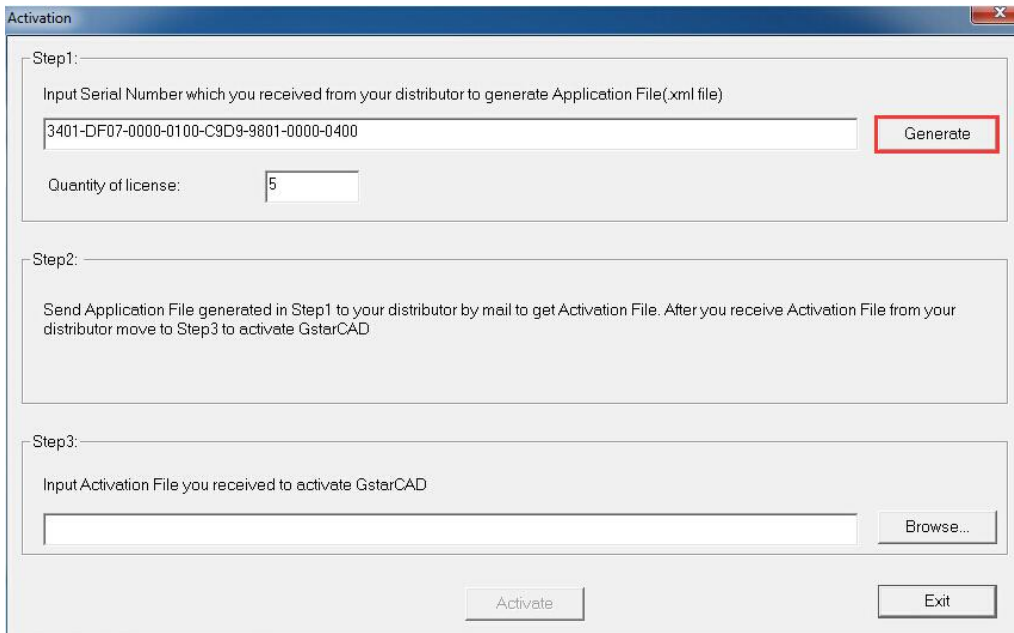 Activation
Step1:
Input Serial Number which you received from your distributor to generate Application File(.xml file)
3401-DF07-0000-0100-C9D9-9801-0000-0400
Generate
Quantity of license:
5
Step2:
Send Application File generated in Step1 to your distributor by mail to get Activation File. After you receive Activation File from your
distributor move to Step3 to activate GstarCAD
Step3:
Input Activation File you received to activate GstarCAD
Browse...
Activate
Exit